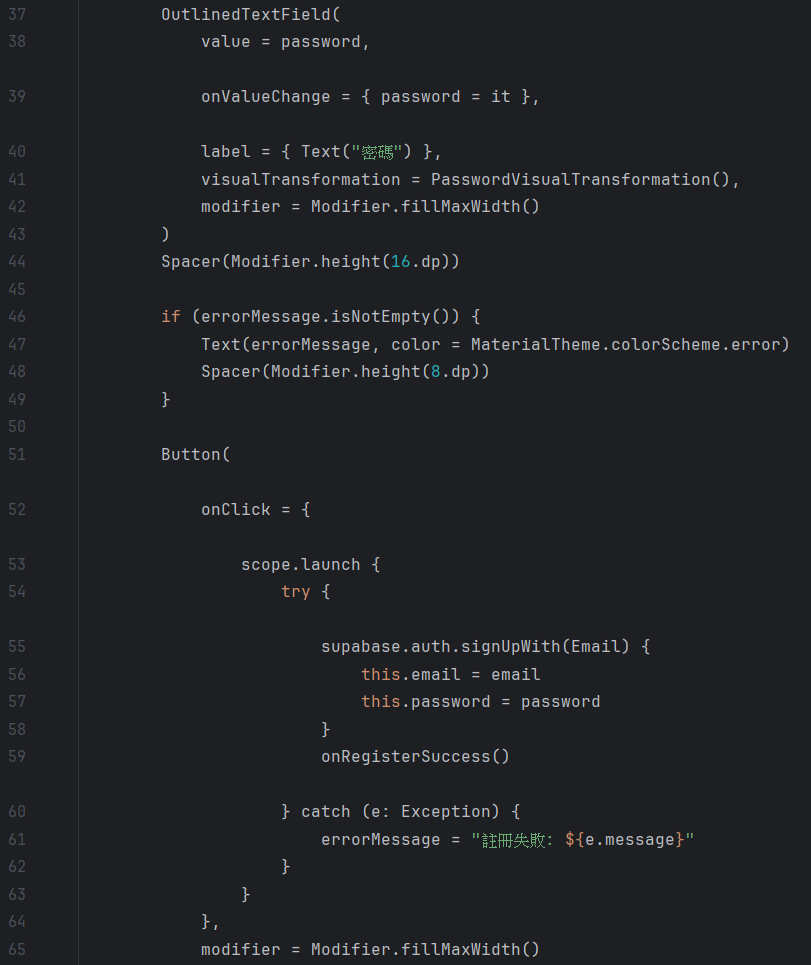 37 OutlinedTextField(
38 value = password,
39 onValueChange = { password = it },
40 label = { Text("密碼") },
41 visualTransformation = PasswordVisualTransformation(),
42 modifier = Modifier.fillMaxWidth()
43 )
44 Spacer(Modifier.height(16.dp))
45
46 if (errorMessage.isNotEmpty()) {
47 Text(errorMessage, color = MaterialTheme.colorScheme.error)
48 Spacer(Modifier.height(8.dp))
49 }
50
51 Button(
52 onClick = {
53 scope.launch {
54 try {
55 supabase.auth.signUpWith(Email) {
56 this.email = email
57 this.password = password
58 }
59 onRegisterSuccess()
60 } catch (e: Exception) {
61 errorMessage = "註冊失敗: ${e.message}"
62 }
63 }
64 },
65 modifier = Modifier.fillMaxWidth()